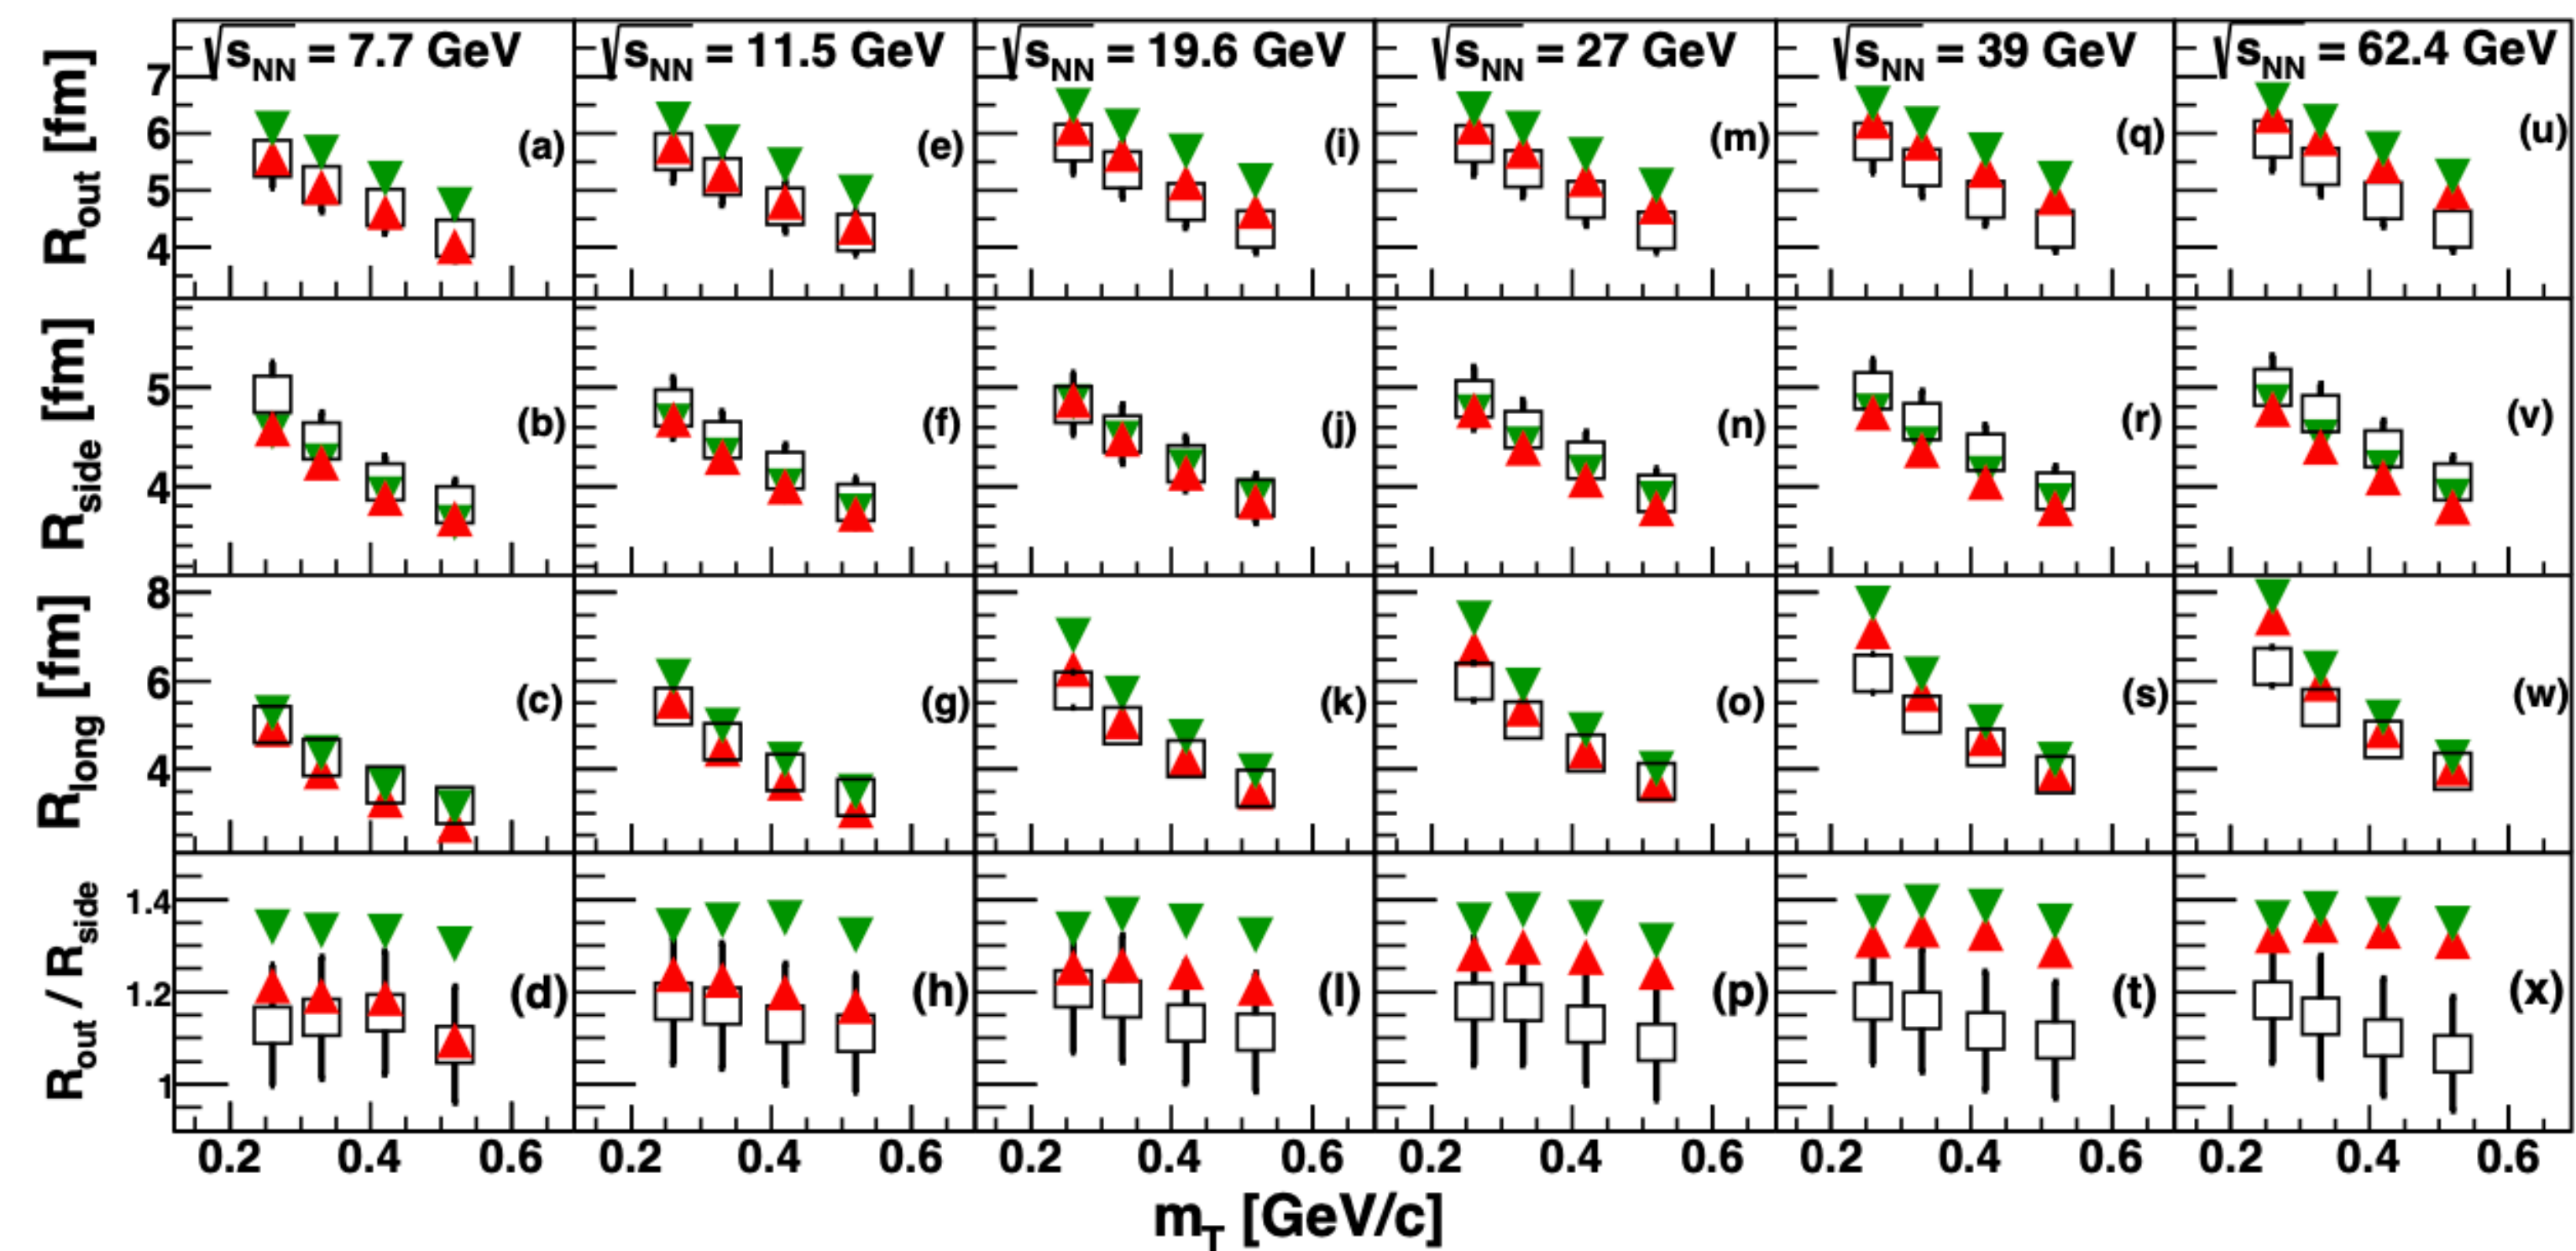 √sNN = 7.7 GeV √sNN = 11.5 GeV √sNN = 19.6 GeV √sNN = 27 GeV √sNN = 39 GeV √sNN = 62.4 GeV
Rout [fm]
7
6
5
4
(a) (e) (i) (m) (q) (u)
Rside [fm]
5
4
(b) (f) (j) (n) (r) (v)
Rlong [fm]
8
6
4
(c) (g) (k) (o) (s) (w)
Rout / Rside
1.4
1.2
1
(d) (h) (l) (p) (t) (x)
0.2 0.4 0.6 0.2 0.4 0.6 0.2 0.4 0.6 0.2 0.4 0.6 0.2 0.4 0.6 0.2 0.4 0.6
mT [GeV/c]